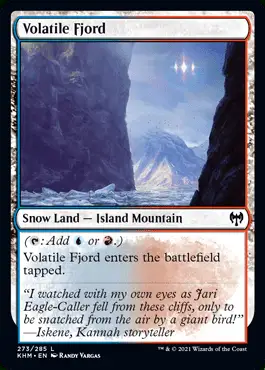 Volatile Fjord
Snow Land — Island Mountain
(: Add or .)
Volatile Fjord enters the battlefield
tapped.
"I watched with my own eyes as Jari
Eagle-Caller fell from these cliffs, only to
be snatched from the air by a giant bird!"
—Iskene, Kannah storyteller
273/285 L
KHM • EN Randy Vargas
™ & © 2021 Wizards of the Coast